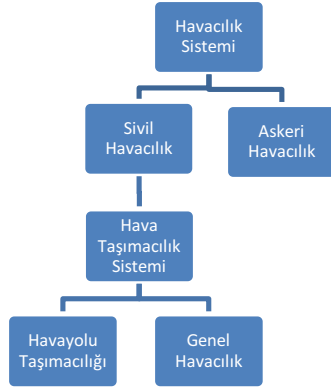 Havacılık
Sistemi
Sivil
Havacılık
Askeri
Havacılık
Hava
Taşımacılık
Sistemi
Havayolu
Taşımacılığı
Genel
Havacılık